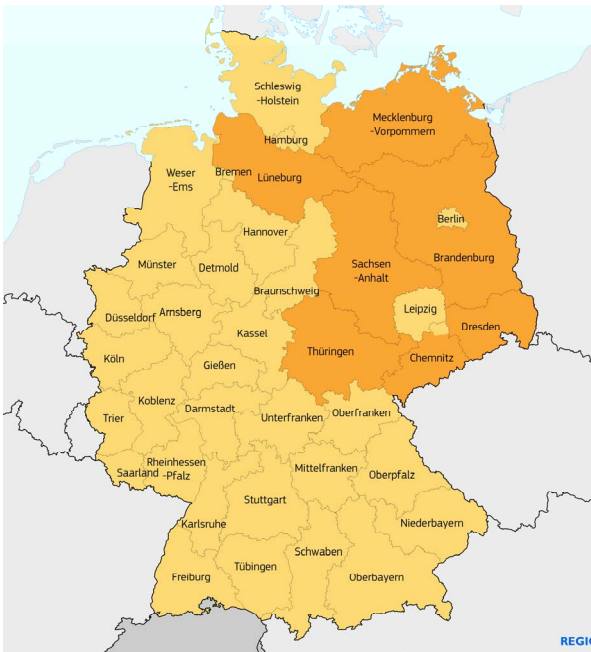 Schleswig
-Holstein
Mecklenburg
-Vorpommern
Hamburg
Bremen
Lüneburg
Weser
-Ems
Berlin
Hannover
Brandenburg
Münster
Detmold
Sachsen
-Anhalt
Braunschweig
Düsseldorf
Arnsberg
Leipzig
Kassel
Dresden
Köln
Gießen
Thüringen
Chemnitz
Koblenz
Darmstadt
Trier
Unterfranken
Oberfranken
Saarland
Rheinhessen
-Pfalz
Mittelfranken
Oberpfalz
Stuttgart
Karlsruhe
Niederbayern
Schwaben
Freiburg
Tübingen
Oberbayern